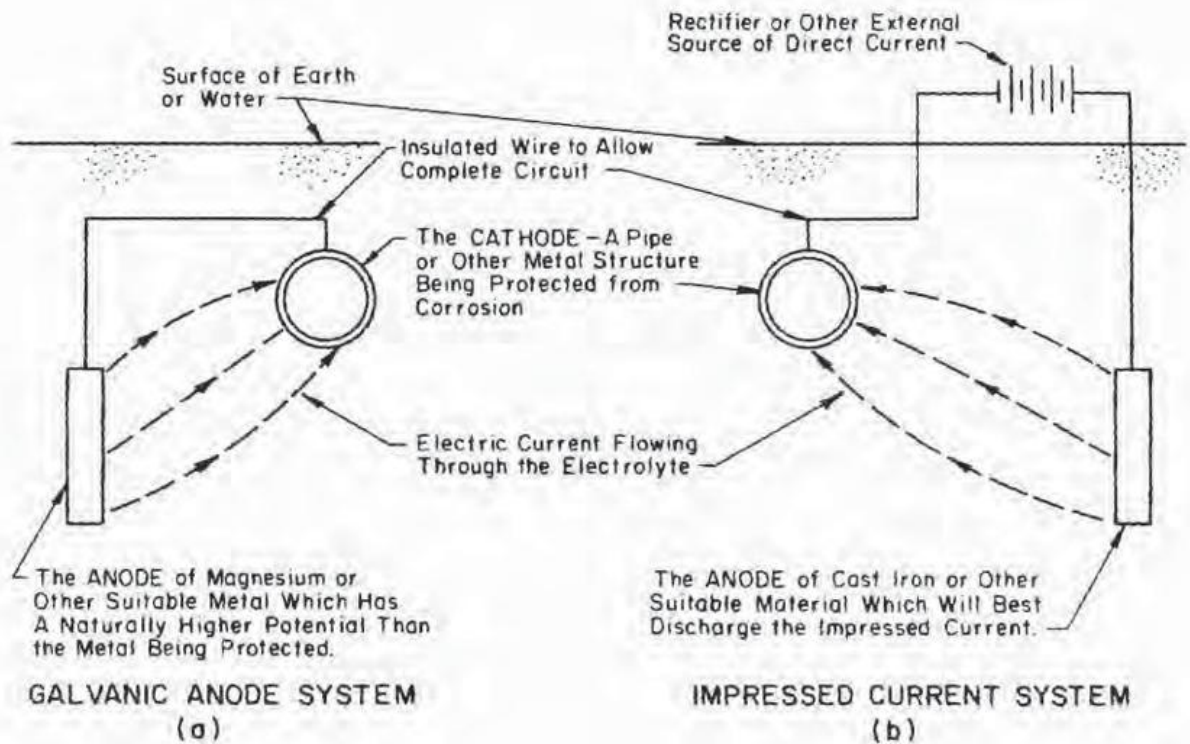 Rectifier or Other External
Source of Direct Current
Surface of Earth
or Water
Insulated Wire to Allow
Complete Circuit
The CATHODE-A Pipe
or Other Metal Structure
Being Protected from
Corrosion
Electric Current Flowing
Through the Electrolyte
The ANODE of Magnesium or
Other Suitable Metal Which Has
A Naturally Higher Potential Than
the Metal Being Protected.
The ANODE of Cast Iron or Other
Suitable Material Which Will Best
Discharge the Impressed Current.
GALVANIC ANODE SYSTEM
(a)
IMPRESSED CURRENT SYSTEM
(b)